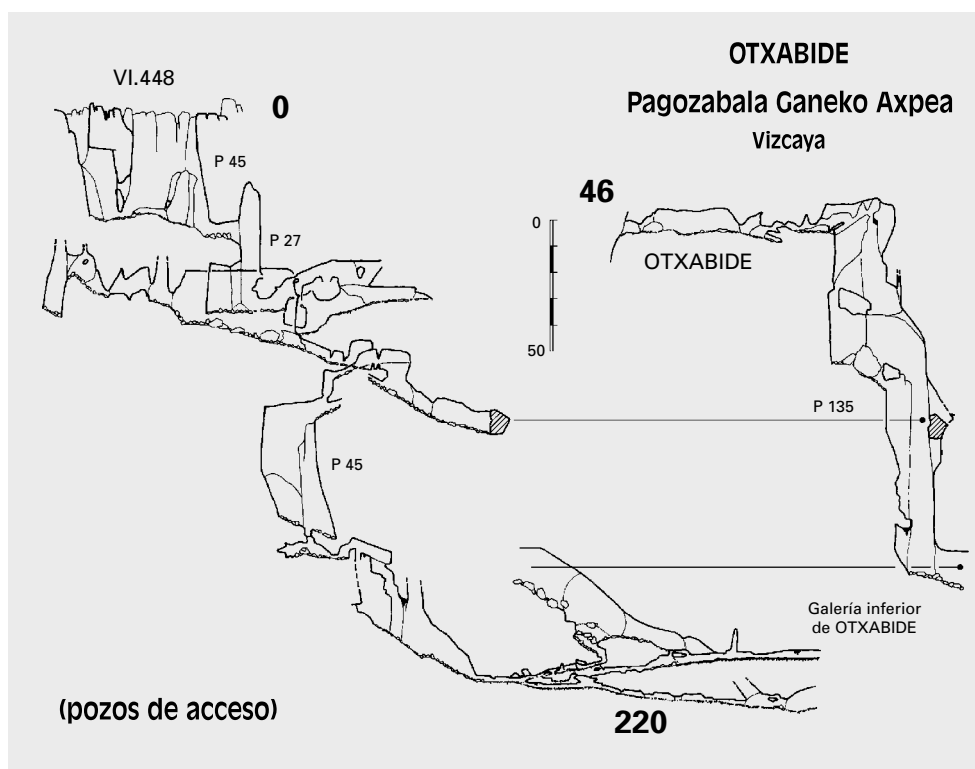 OTXABIDE
Pagozabala Ganeko Axpea
Vizcaya
VI.448
0
P 45
P 27
46
0
OTXABIDE
50
P 135
P 45
Galería inferior
de OTXABIDE
(pozos de acceso)
220